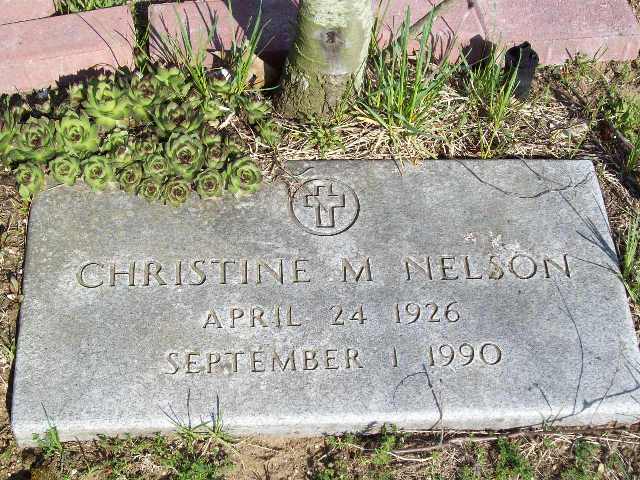 CHRISTINE M NELSON
APRIL 24 1926
SEPTEMBER 1 1990